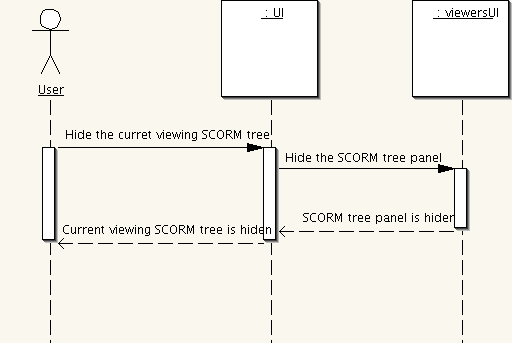 : UI
: viewersUI
User
Hide the curret viewing SCORM tree
Hide the SCORM tree panel
SCORM tree panel is hiden
Current viewing SCORM tree is hiden